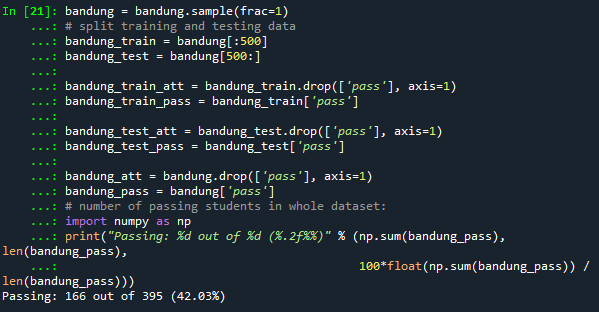 In [21]: bandung = bandung.sample(frac=1)
...: # split training and testing data
...: bandung_train = bandung[:500]
...: bandung_test = bandung[500:]
...:
...: bandung_train_att = bandung_train.drop(['pass'], axis=1)
...: bandung_train_pass = bandung_train['pass']
...:
...: bandung_test_att = bandung_test.drop(['pass'], axis=1)
...: bandung_test_pass = bandung_test['pass']
...:
...: bandung_att = bandung.drop(['pass'], axis=1)
...: bandung_pass = bandung['pass']
...: # number of passing students in whole dataset:
...: import numpy as np
...: print("Passing: %d out of %d (%.2f%%)" % (np.sum(bandung_pass),
len(bandung_pass),
...: 100*float(np.sum(bandung_pass)) /
len(bandung_pass)))
Passing: 166 out of 395 (42.03%)